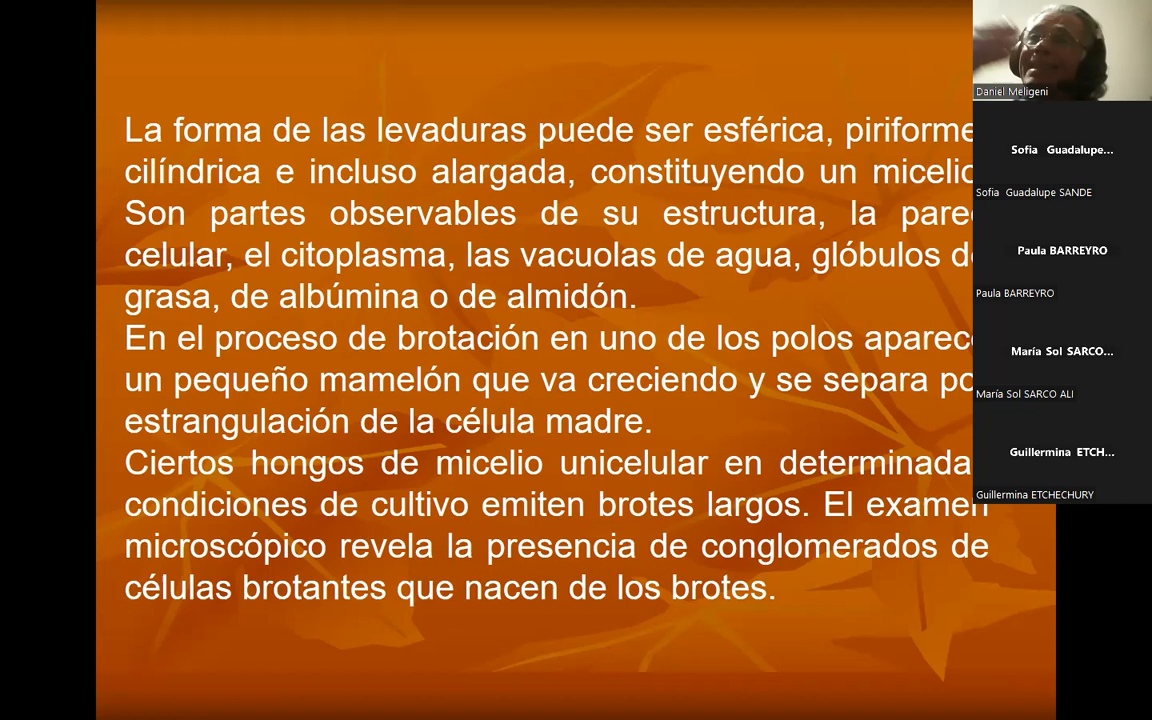 La forma de las levaduras puede ser esférica, piriforme
cilíndrica e incluso alargada, constituyendo un micelio
Son partes observables de su estructura, la
celular, el citoplasma, las vacuolas de agua, glóbulos
grasa, de albúmina o de almidón.
En el proceso de brotación en uno de los polos
un pequeño mamelón que va creciendo y se separa
estrangulación de la célula madre.
Ciertos hongos de micelio unicelular en
condiciones de cultivo emiten brotes largos. El examen
microscópico revela la presencia de conglomerados de
células brotantes que nacen de los brotes.
Daniel Meligeni
Sofia Guadalupe...
Sofia Guadalupe SANDE
Paula BARREYRO
Paula BARREYRO
María Sol SARCO...
María Sol SARCO ALI
Guillermina ETCH...
Guillermina ETCHECHURY